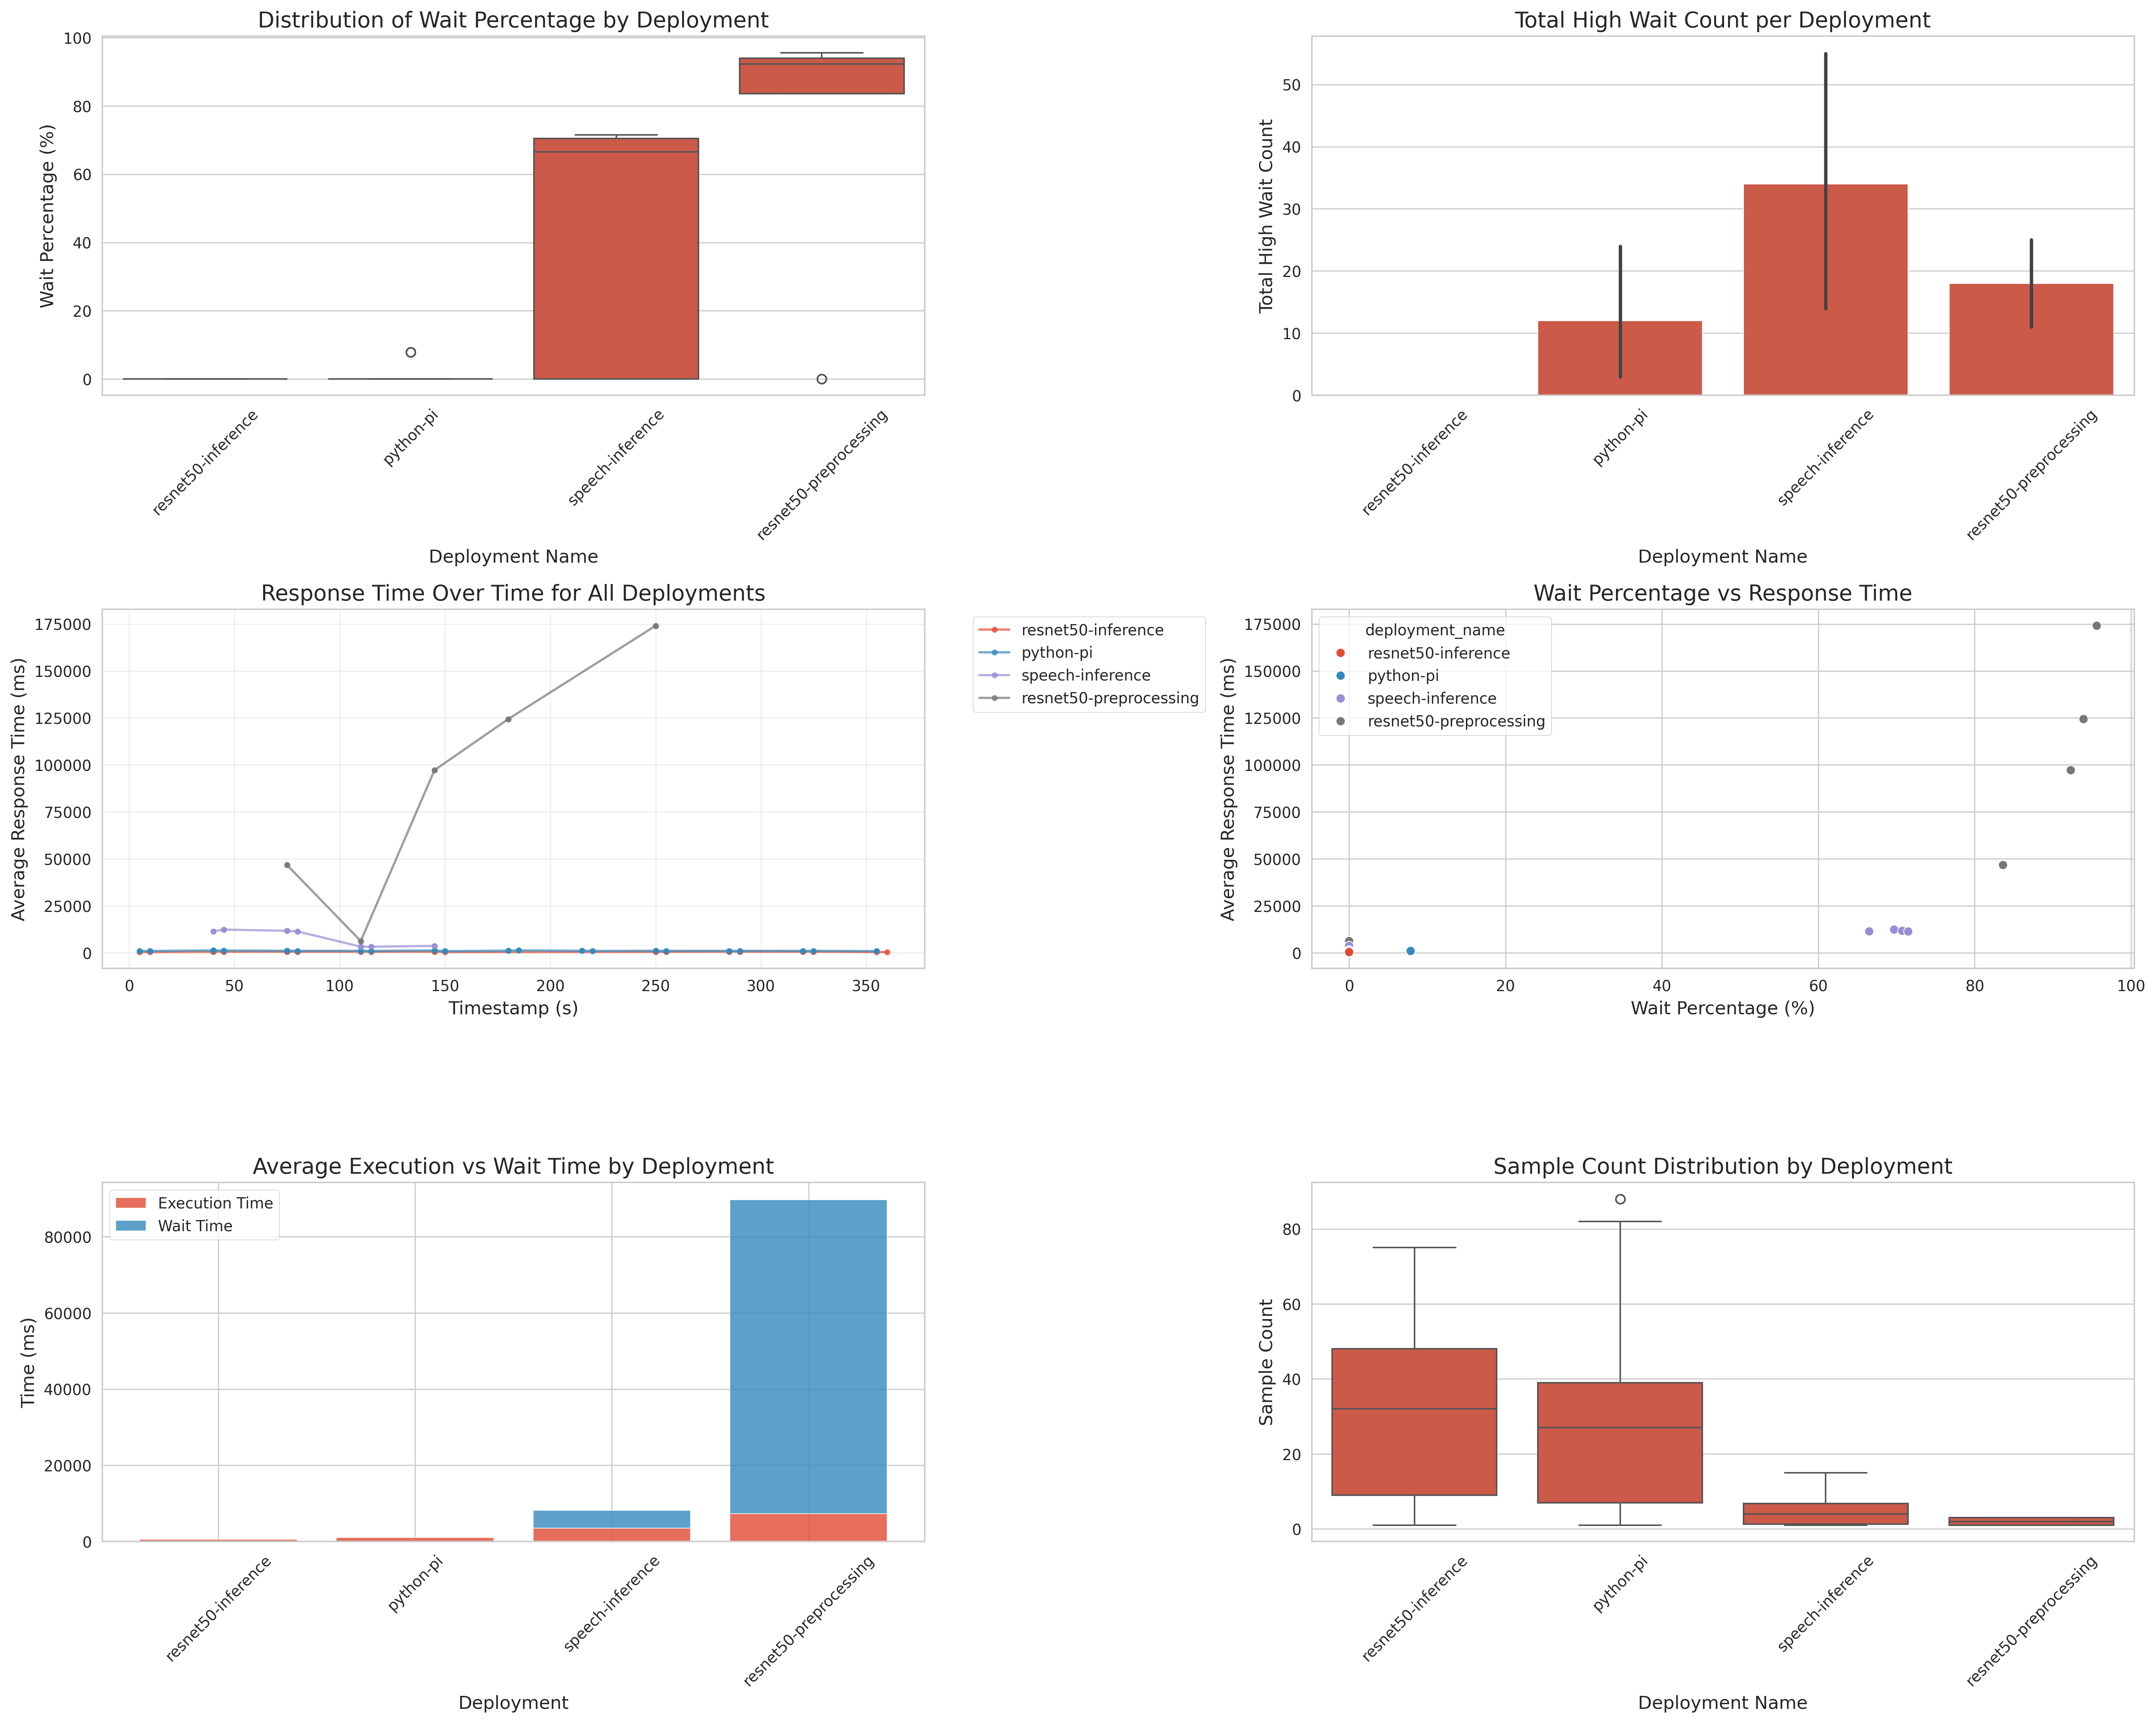 Distribution of Wait Percentage by Deployment
Wait Percentage (%)
100
80
60
40
20
0
resnet50-inference
python-pi
speech-inference
resnet50-preprocessing
Deployment Name
Total High Wait Count per Deployment
Total High Wait Count
50
40
30
20
10
0
resnet50-inference
python-pi
speech-inference
resnet50-preprocessing
Deployment Name
Response Time Over Time for All Deployments
Average Response Time (ms)
175000
150000
125000
100000
75000
50000
25000
0
0 50 100 150 200 250 300 350
Timestamp (s)
resnet50-inference
python-pi
speech-inference
resnet50-preprocessing
Wait Percentage vs Response Time
Average Response Time (ms)
175000
150000
125000
100000
75000
50000
25000
0
deployment_name
resnet50-inference
python-pi
speech-inference
resnet50-preprocessing
0 20 40 60 80 100
Wait Percentage (%)
Average Execution vs Wait Time by Deployment
Execution Time
Wait Time
Time (ms)
80000
60000
40000
20000
0
resnet50-inference
python-pi
speech-inference
resnet50-preprocessing
Deployment
Sample Count Distribution by Deployment
Sample Count
80
60
40
20
0
resnet50-inference
python-pi
speech-inference
resnet50-preprocessing
Deployment Name